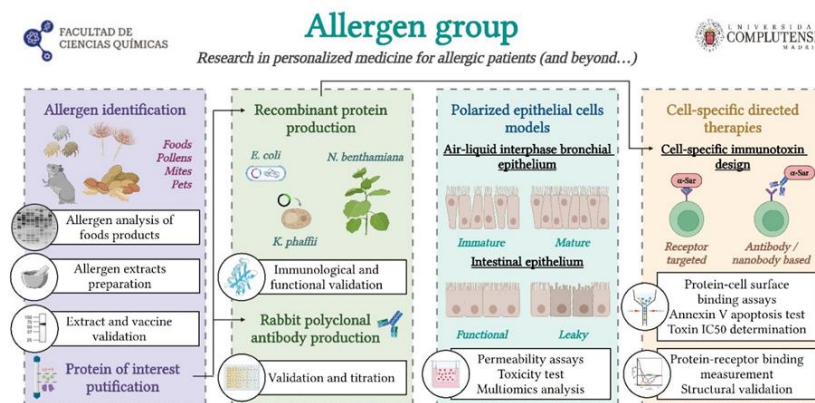 FACULTAD DE
CIENCIAS QUÍMICAS
Allergen group
Research in personalized medicine for allergic patients (and beyond...)
UNIVERSIDAD
COMPLUTENSE
MADRID
Allergen identification
Foods
Pollens
Mites
Pets
Allergen analysis of
foods products
Allergen extracts
preparation
Extract and vaccine
validation
Protein of interest
putification
Recombinant protein
production
E. coli
N. benthamiana
K. phaffii
Immunological and
functional validation
Rabbit polyclonal
antibody production
Validation and titration
Polarized epithelial cells
models
Air-liquid interphase bronchial
epithelium
Immature
Mature
Intestinal epithelium
Functional
Leaky
Permeability assays
Toxicity test
Multiomics analysis
Cell-specific directed
therapies
Cell-specific immunotoxin
design
α-Sar
α-Sar
Receptor
targeted
Antibody /
nanobody based
Protein-cell surface
binding assays
Annexin V apoptosis test
Toxin IC50 determination
Protein-receptor binding
measurement
Structural validation